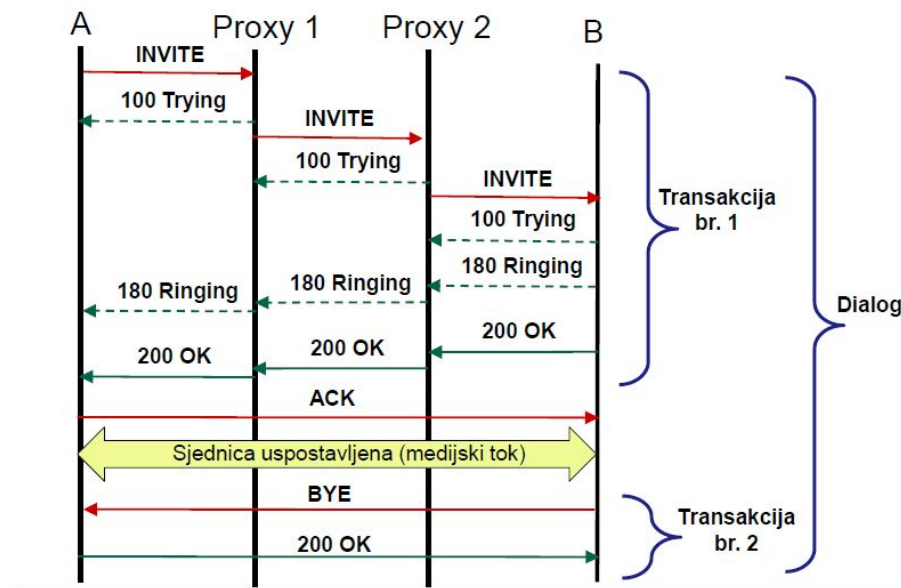 A
Proxy 1
Proxy 2
B
INVITE
100 Trying
INVITE
100 Trying
INVITE
100 Trying
180 Ringing
180 Ringing
180 Ringing
200 OK
200 OK
200 OK
ACK
Sjednica uspostavljena (medijski tok)
BYE
200 OK
Transakcija
br. 1
Dialog
Transakcija
br. 2